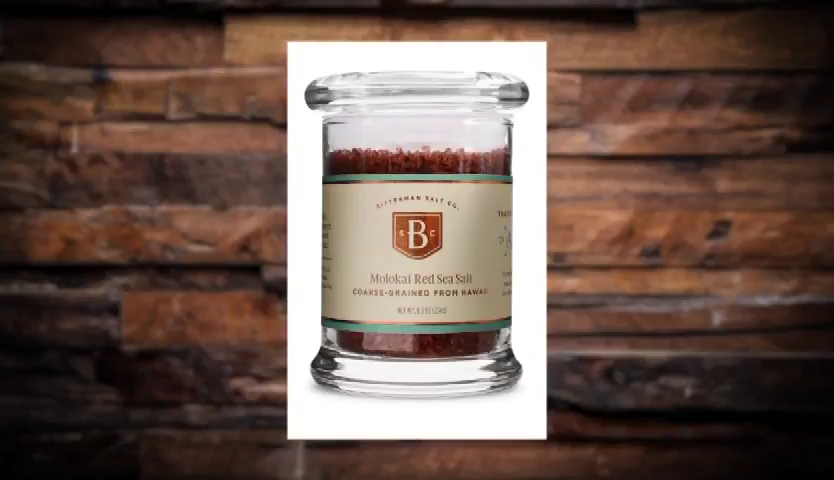 BITTERMAN SALT CO.
S B C
Molokai Red Sea Salt
COARSE-GRAINED FROM HAWAII